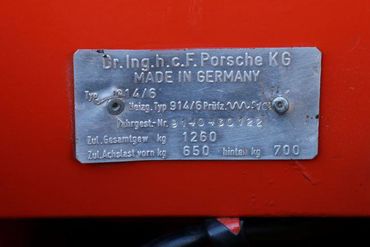 Dr.Ing.h.c.F.Porsche KG
MADE IN GERMANY
Typ 914/6
Heizg.Typ 914/6 Prüfz.
Fahrgest.-Nr.
Zul.Gesamtgew kg 1260
Zul.Achslast vorn kg 650 hinten kg 700